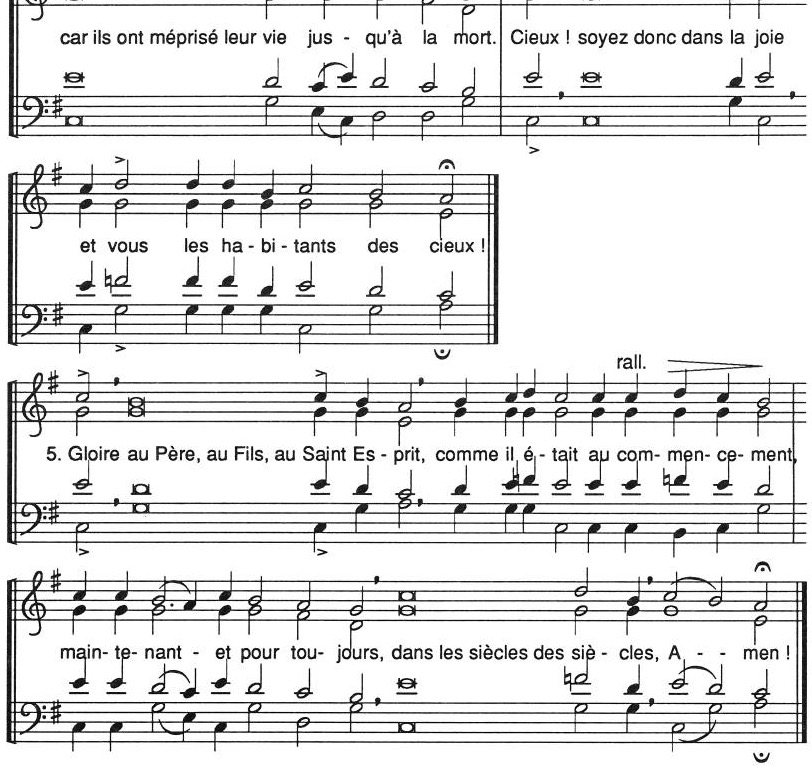 car ils ont méprisé leur vie jus - qu'à la mort. Cieux ! soyez donc dans la joie
et vous les ha - bi - tants des cieux !
rall.
5. Gloire au Père, au Fils, au Saint Es - prit, comme il é - tait au com- men- ce- ment,
main- te- nant - et pour tou- jours, dans les siècles des siè - cles, A - - men !